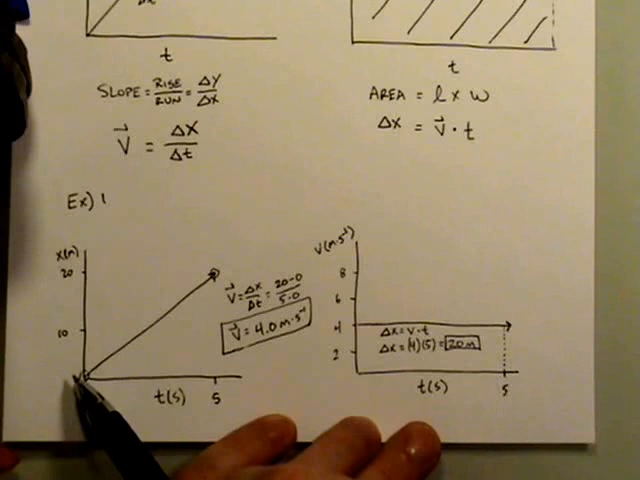 Δx
t
t
SLOPE = RISE/RUN = ΔY/ΔX
AREA = l x w
V⃗ = ΔX/Δt
Δx = V⃗ · t
Ex) 1
X(m)
20
10
V⃗ = Δx/Δt = 20-0/5-0
V⃗ = 4.0 m·s⁻¹
t(s)
5
V(m·s⁻¹)
8
6
4
2
Δx = v · t
Δx = (4)(5) = 20m
t(s)
5